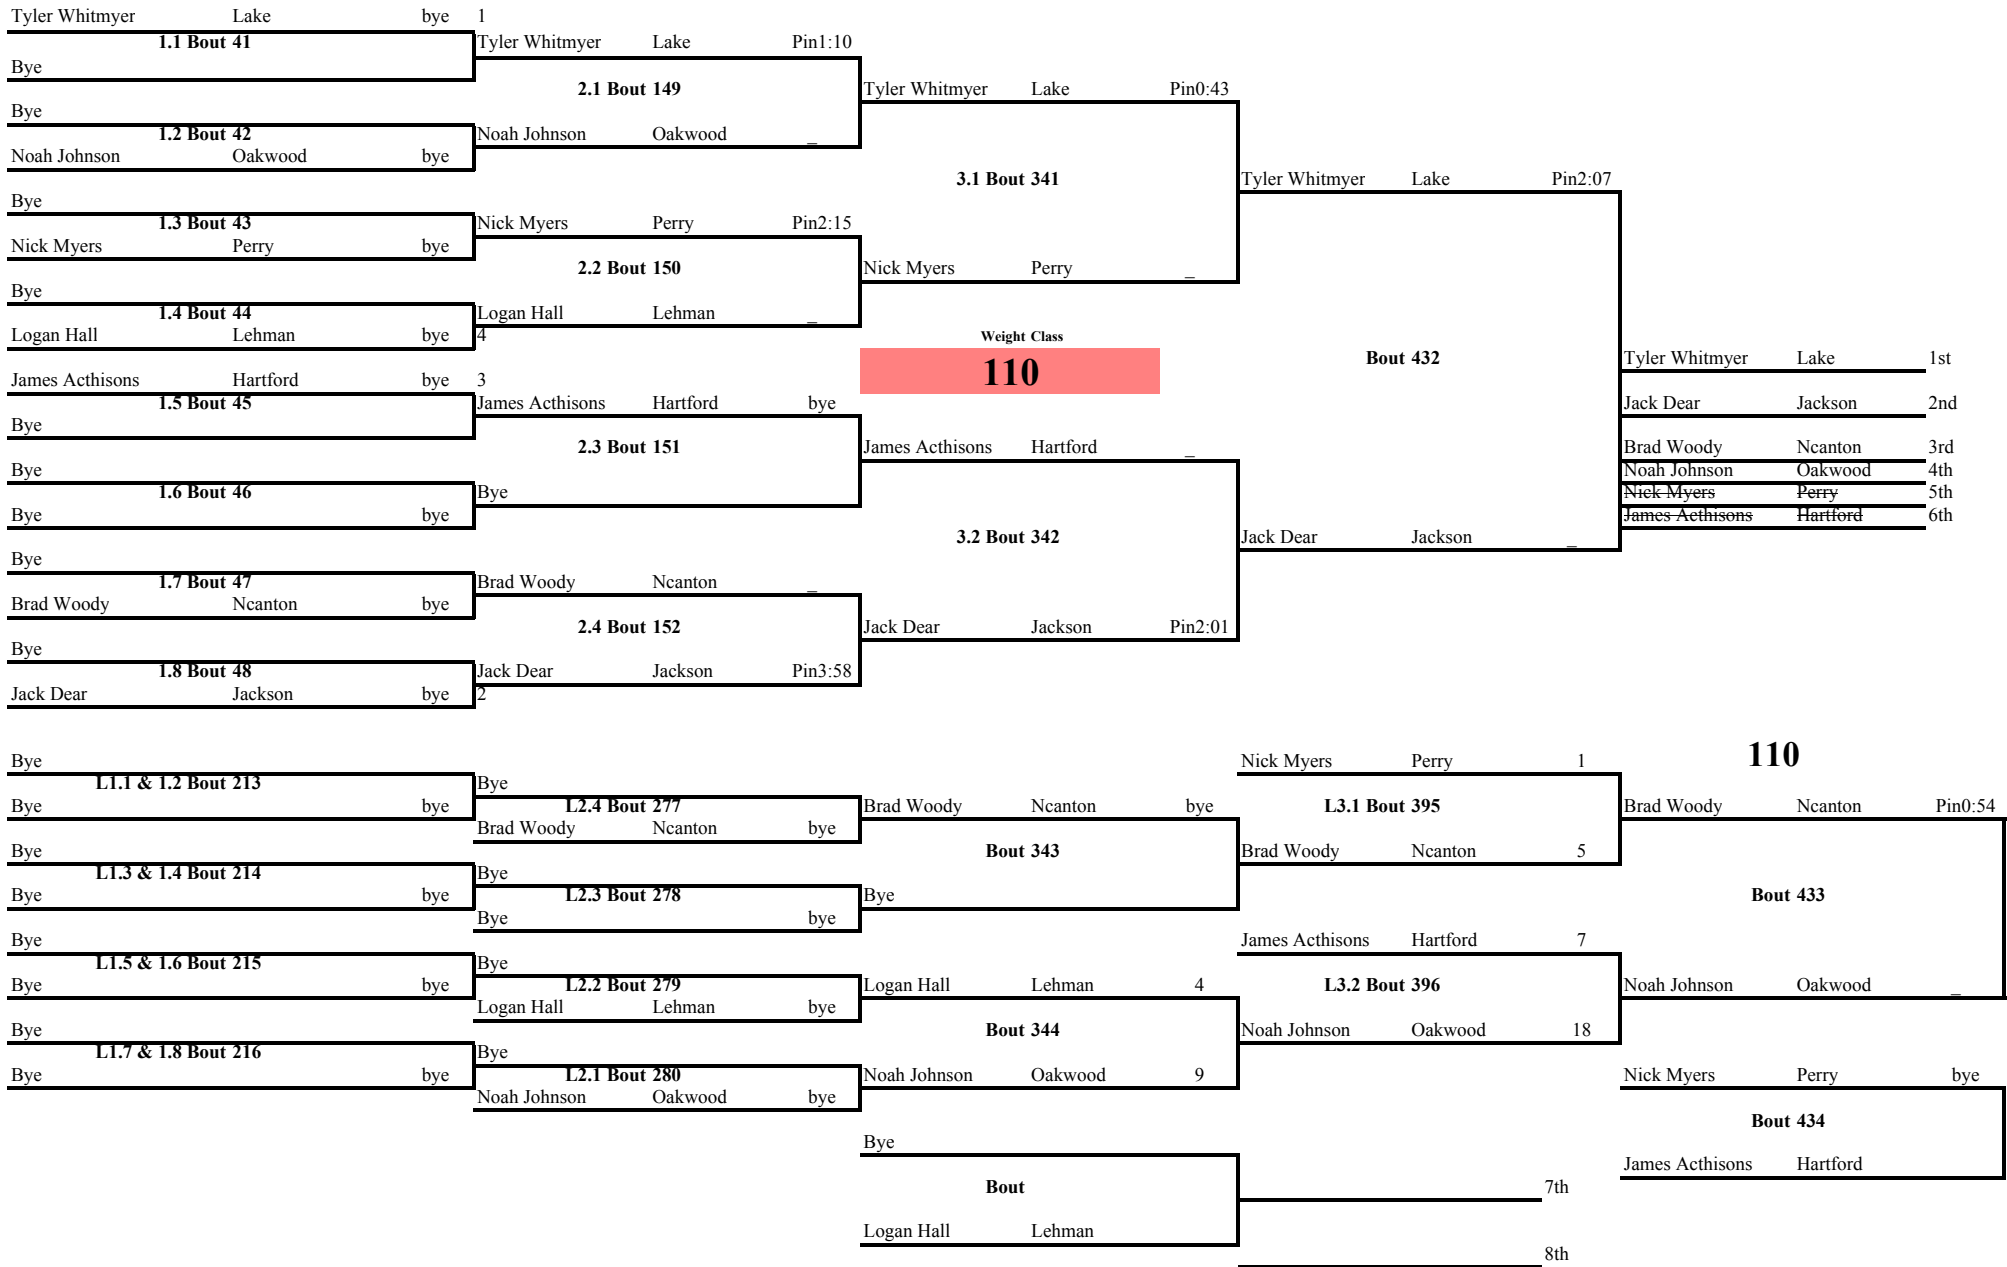 Tyler Whitmyer Lake bye 1
1.1 Bout 41
Tyler Whitmyer Lake Pin1:10
Bye
2.1 Bout 149
Tyler Whitmyer Lake Pin0:43
Bye
1.2 Bout 42
Noah Johnson Oakwood _
Noah Johnson Oakwood bye
3.1 Bout 341
Tyler Whitmyer Lake Pin2:07
Bye
1.3 Bout 43
Nick Myers Perry Pin2:15
Nick Myers Perry bye
2.2 Bout 150
Nick Myers Perry _
Bye
1.4 Bout 44
Logan Hall Lehman _
Logan Hall Lehman bye 4
Weight Class
110
Bout 432
Tyler Whitmyer Lake 1st
James Acthisons Hartford bye 3
1.5 Bout 45
James Acthisons Hartford bye
Jack Dear Jackson 2nd
Bye
2.3 Bout 151
James Acthisons Hartford _
Brad Woody Ncanton 3rd
Bye
Noah Johnson Oakwood 4th
1.6 Bout 46
Bye
Nick Myers Perry 5th
Bye bye
James Acthisons Hartford 6th
3.2 Bout 342
Jack Dear Jackson _
Bye
1.7 Bout 47
Brad Woody Ncanton _
Brad Woody Ncanton bye
2.4 Bout 152
Jack Dear Jackson Pin2:01
Bye
1.8 Bout 48
Jack Dear Jackson Pin3:58
Jack Dear Jackson bye 2
110
Bye
Nick Myers Perry 1
L1.1 & 1.2 Bout 213
Bye
Bye bye
L2.4 Bout 277
Brad Woody Ncanton bye
L3.1 Bout 395
Brad Woody Ncanton Pin0:54
Brad Woody Ncanton bye
Bye
Bout 343
Brad Woody Ncanton 5
L1.3 & 1.4 Bout 214
Bye
Bye bye
L2.3 Bout 278
Bye
Bout 433
Bye bye
Bye
James Acthisons Hartford 7
L1.5 & 1.6 Bout 215
Bye
Bye bye
L2.2 Bout 279
Logan Hall Lehman 4
L3.2 Bout 396
Noah Johnson Oakwood _
Logan Hall Lehman bye
Bye
Bout 344
Noah Johnson Oakwood 18
L1.7 & 1.8 Bout 216
Bye
Bye bye
L2.1 Bout 280
Noah Johnson Oakwood 9
Nick Myers Perry bye
Noah Johnson Oakwood bye
Bout 434
Bye
James Acthisons Hartford
Bout
7th
Logan Hall Lehman
8th